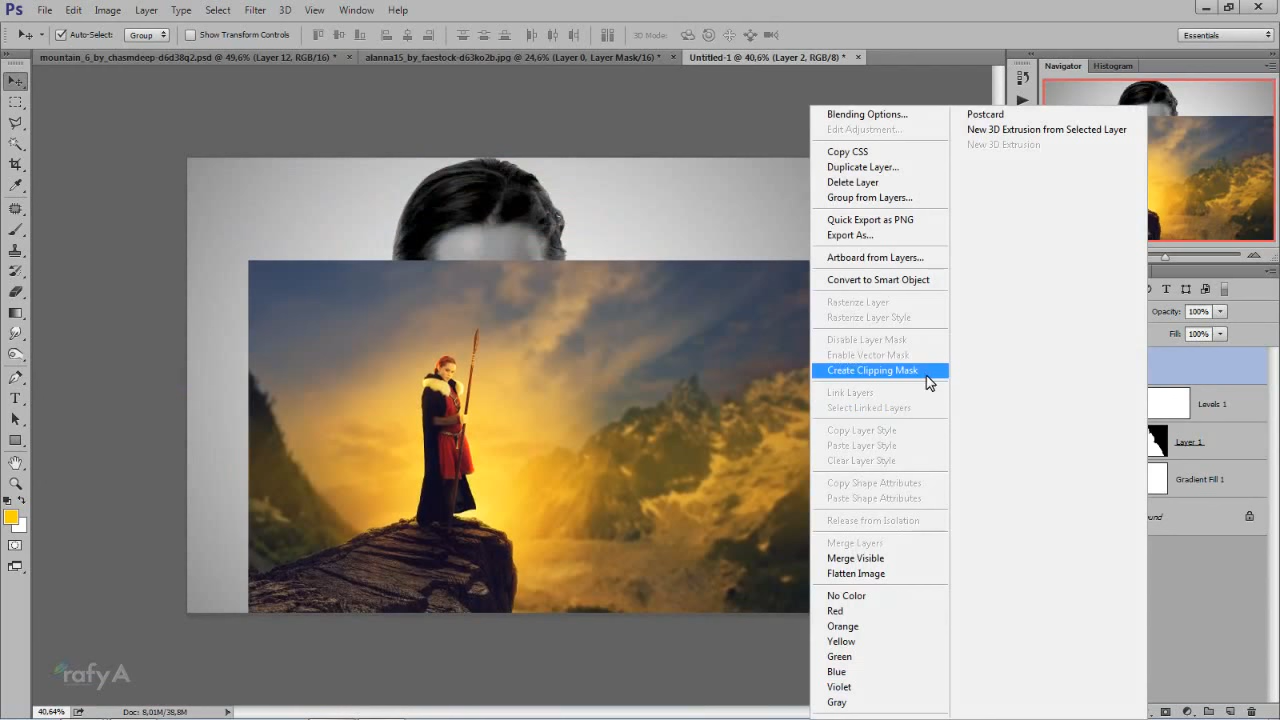 Ps File Edit Image Layer Type Select Filter 3D View Window Help
Auto-Select: Group Show Transform Controls 3D Mode: Essentials
mountain_6_by_chasmdeep-d6d38q2.psd @ 49,6% (Layer 12, RGB/16) * × alanna15_by_faestock-d63ko2b.jpg @ 24,6% (Layer 0, Layer Mask/16) * × Untitled-1 @ 40,6% (Layer 2, RGB/8) * ×
Navigator Histogram
Blending Options...
Edit Adjustment...
Copy CSS
Duplicate Layer...
Delete Layer
Group from Layers...
Quick Export as PNG
Export As...
Artboard from Layers...
Convert to Smart Object
Rasterize Layer
Rasterize Layer Style
Disable Layer Mask
Enable Vector Mask
Create Clipping Mask
Link Layers
Select Linked Layers
Copy Layer Style
Paste Layer Style
Clear Layer Style
Copy Shape Attributes
Paste Shape Attributes
Release from Isolation
Merge Layers
Merge Visible
Flatten Image
No Color
Red
Orange
Yellow
Green
Blue
Violet
Gray
Postcard
New 3D Extrusion from Selected Layer
New 3D Extrusion
Opacity: 100%
Fill: 100%
Levels 1
Layer 1
Gradient Fill 1
ound
rafy A
40,64% Doc: 8,01M/38,8M